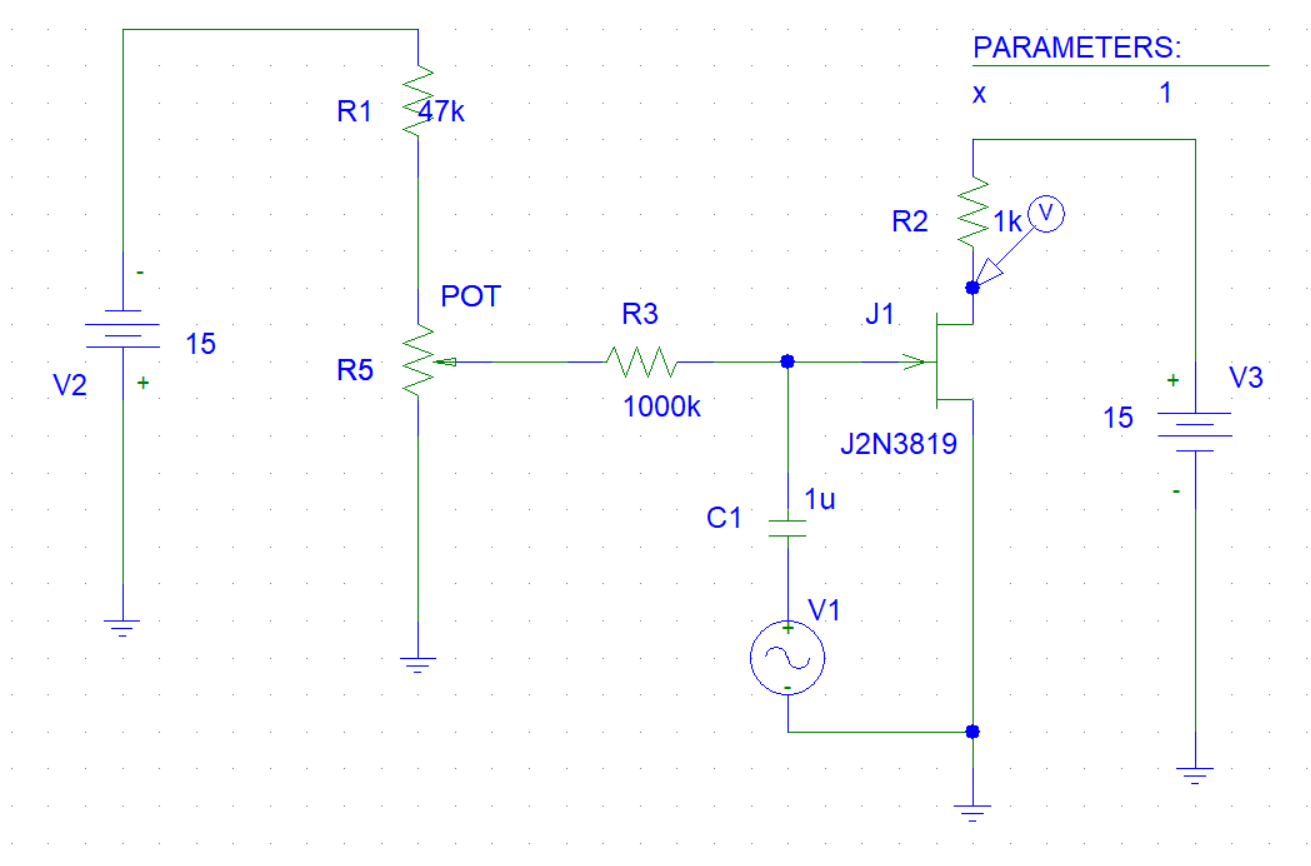 PARAMETERS:
x 1
R1 47k
R2 1k V
POT
R3
J1
- 15
V2 +
R5
1000k
+ V3
15
J2N3819
-
C1 1u
V1
+
-